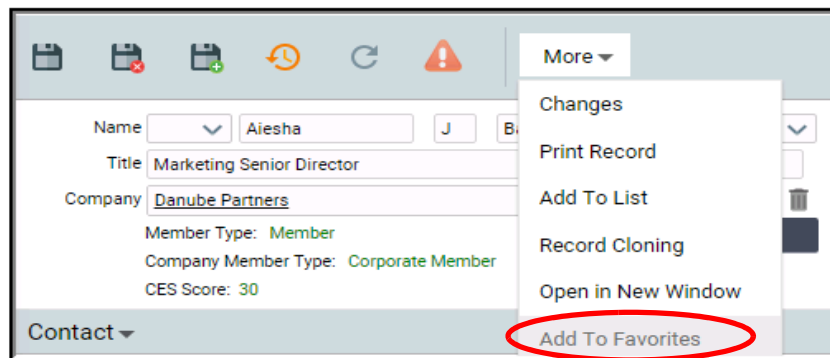 More
Changes
Name Aiesha J
Print Record
Title Marketing Senior Director
Add To List
Company Danube Partners
Member Type: Member
Record Cloning
Company Member Type: Corporate Member
CES Score: 30
Open in New Window
Contact
Add To Favorites